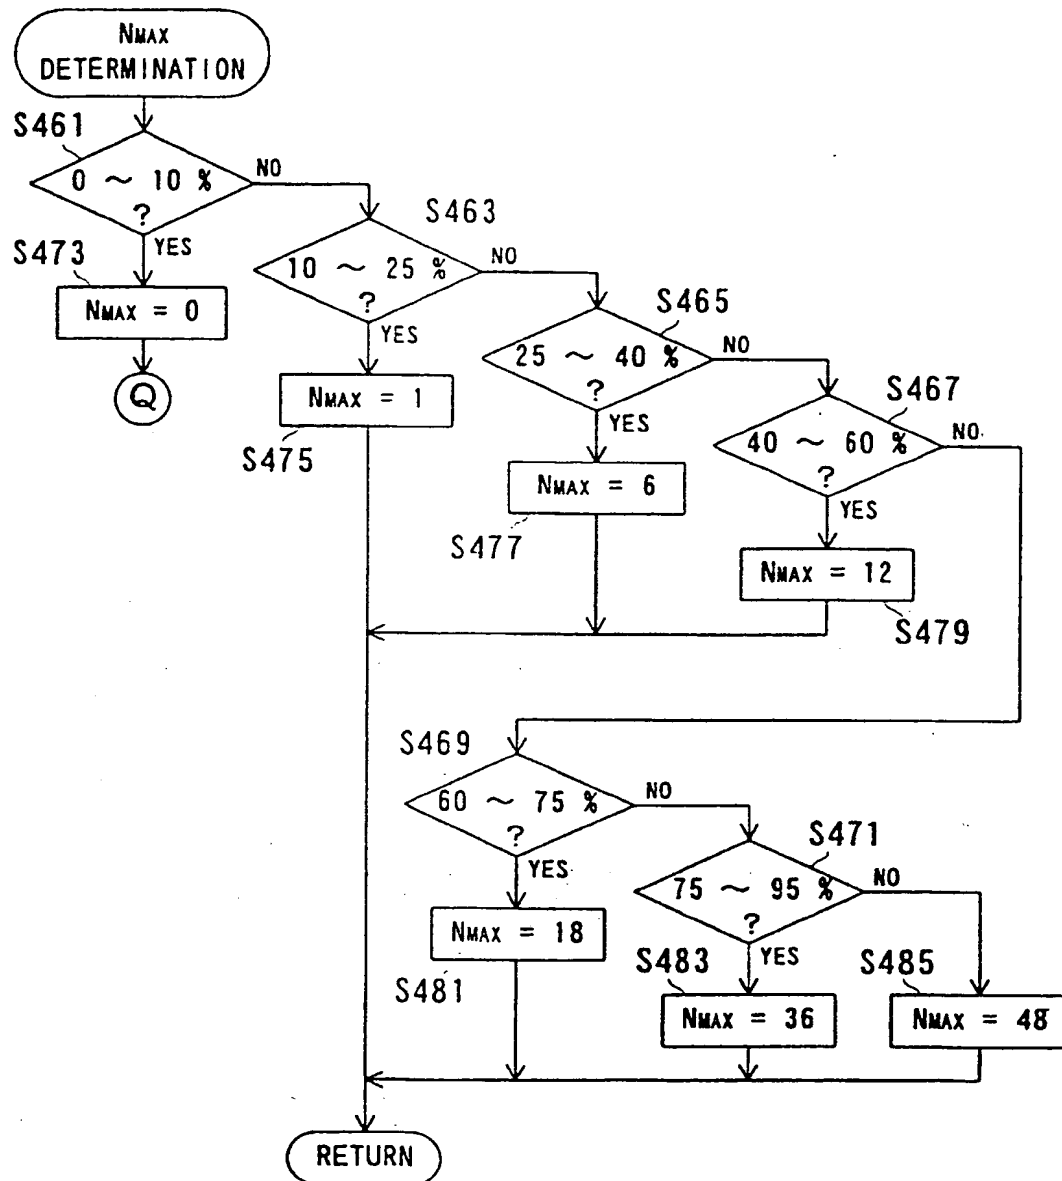 NMAX
DETERMINATION
S461
0 ~ 10 %
?
NO
YES
S473
NMAX = 0
Q
S463
10 ~ 25 %
?
NO
YES
NMAX = 1
S475
S465
25 ~ 40 %
?
NO
YES
NMAX = 6
S477
S467
40 ~ 60 %
?
NO
YES
NMAX = 12
S479
S469
60 ~ 75 %
?
NO
YES
NMAX = 18
S481
S471
75 ~ 95 %
?
NO
YES
S483
NMAX = 36
S485
NMAX = 48
RETURN